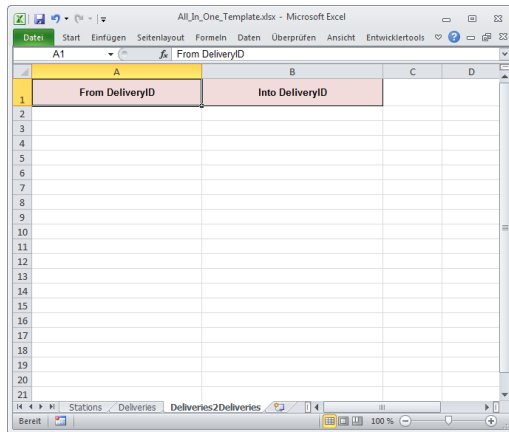 All_In_One_Template.xlsx - Microsoft Excel
Datei Start Einfügen Seitenlayout Formeln Daten Überprüfen Ansicht Entwicklertools
A1 fx From DeliveryID
A B C D
1 From DeliveryID Into DeliveryID
2
3
4
5
6
7
8
9
10
11
12
13
14
15
16
17
18
19
20
21
Stations Deliveries Deliveries2Deliveries
Bereit 100 %